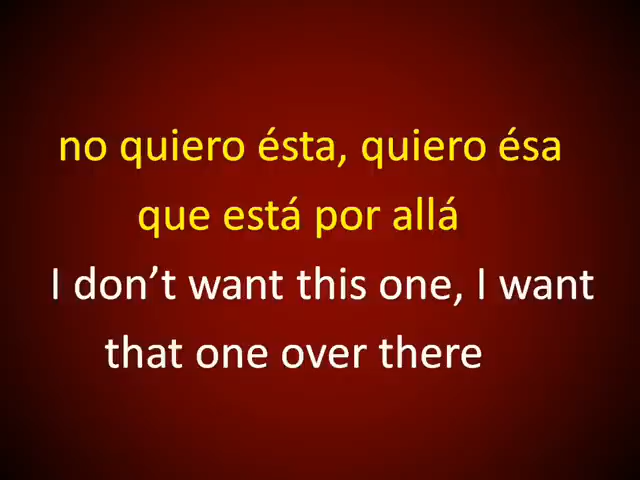 no quiero ésta, quiero ésa
que está por allá
I don’t want this one, I want
that one over there